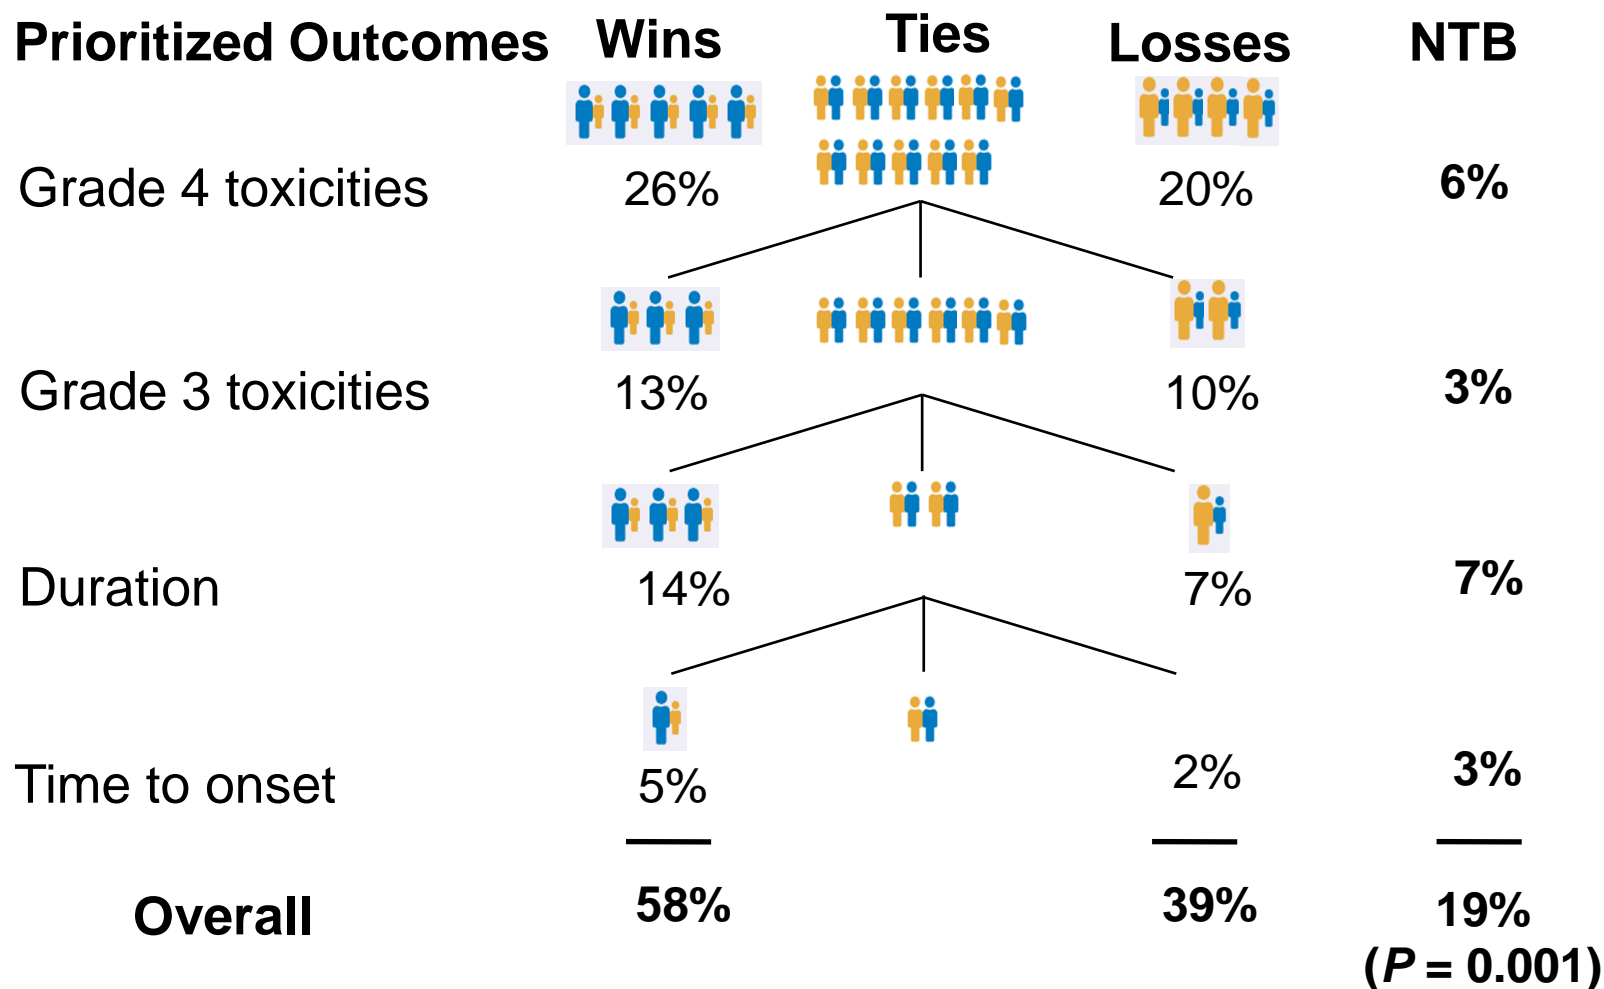 Prioritized Outcomes Wins Ties Losses NTB
Grade 4 toxicities 26% 20% 6%
Grade 3 toxicities 13% 10% 3%
Duration 14% 7% 7%
Time to onset 5% 2% 3%
Overall 58% 39% 19%
(P = 0.001)